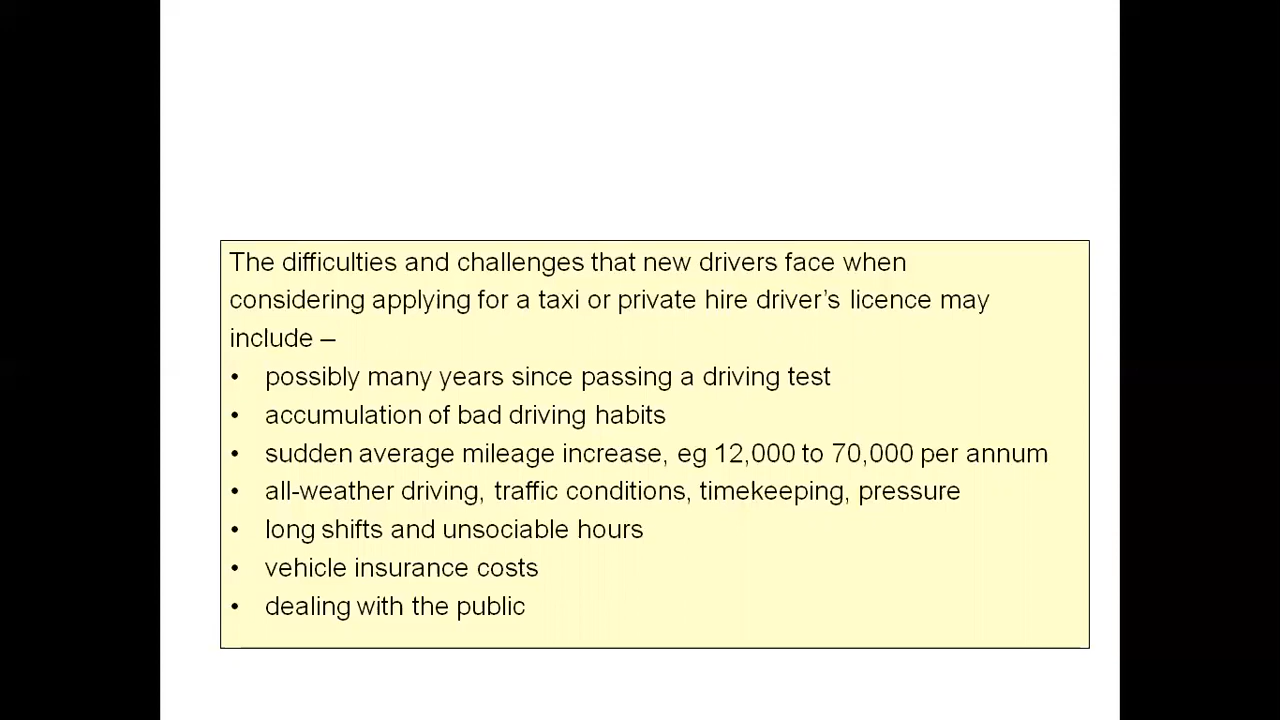 The difficulties and challenges that new drivers face when
considering applying for a taxi or private hire driver's licence may
include –
• possibly many years since passing a driving test
• accumulation of bad driving habits
• sudden average mileage increase, eg 12,000 to 70,000 per annum
• all-weather driving, traffic conditions, timekeeping, pressure
• long shifts and unsociable hours
• vehicle insurance costs
• dealing with the public